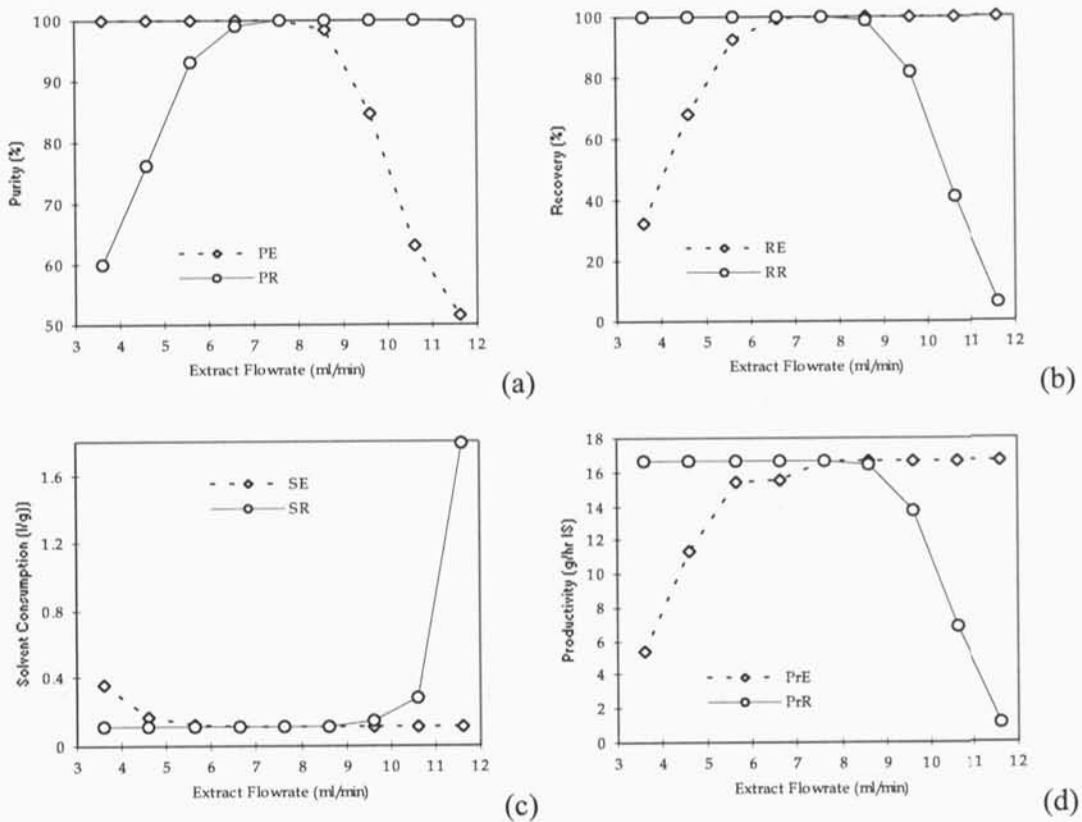 100
90
80
70
60
50
Purity (%)
PE
PR
3 4 5 6 7 8 9 10 11 12
Extract Flowrate (ml/min)
(a)
100
80
60
40
20
0
Recovery (%)
RE
RR
3 4 5 6 7 8 9 10 11 12
Extract Flowrate (ml/min)
(b)
1.6
1.2
0.8
0.4
0
Solvent Consumption (l/g))
SE
SR
3 4 5 6 7 8 9 10 11 12
Extract Flowrate (ml/min)
(c)
18
16
14
12
10
8
6
4
2
0
Productivity (g/hr lS)
PrE
PrR
3 4 5 6 7 8 9 10 11 12
Extract Flowrate (ml/min)
(d)